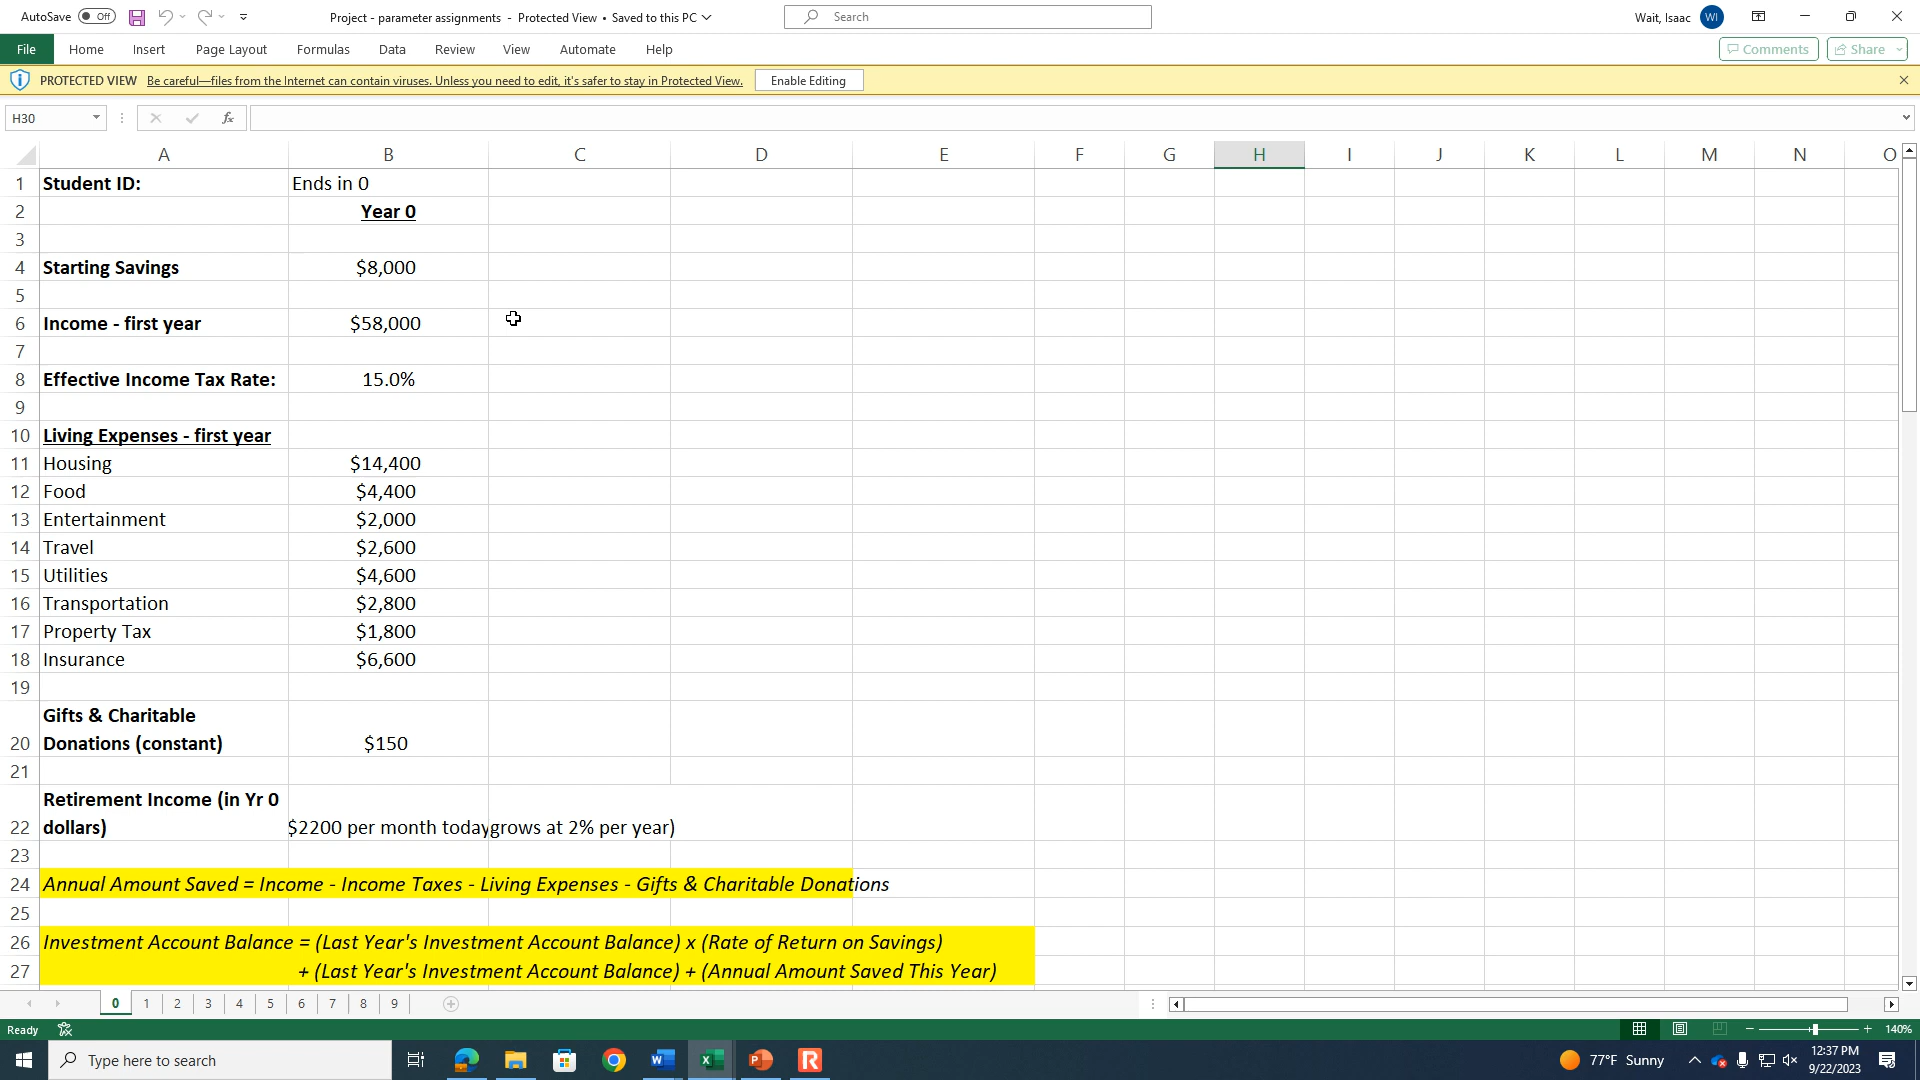 AutoSave Off Project - parameter assignments - Protected View • Saved to this PC Search Wait, Isaac WI
File Home Insert Page Layout Formulas Data Review View Automate Help Comments Share
PROTECTED VIEW Be careful—files from the Internet can contain viruses. Unless you need to edit, it's safer to stay in Protected View. Enable Editing
H30 fx
A B C D E F G H I J K L M N O
1 Student ID: Ends in 0
2 Year 0
3
4 Starting Savings $8,000
5
6 Income - first year $58,000
7
8 Effective Income Tax Rate: 15.0%
9
10 Living Expenses - first year
11 Housing $14,400
12 Food $4,400
13 Entertainment $2,000
14 Travel $2,600
15 Utilities $4,600
16 Transportation $2,800
17 Property Tax $1,800
18 Insurance $6,600
19
Gifts & Charitable
20 Donations (constant) $150
21
Retirement Income (in Yr 0
22 dollars) $2200 per month today grows at 2% per year)
23
24 Annual Amount Saved = Income - Income Taxes - Living Expenses - Gifts & Charitable Donations
25
26 Investment Account Balance = (Last Year's Investment Account Balance) x (Rate of Return on Savings)
27 + (Last Year's Investment Account Balance) + (Annual Amount Saved This Year)
0 1 2 3 4 5 6 7 8 9
Ready 140%
Type here to search 77°F Sunny 12:37 PM
9/22/2023